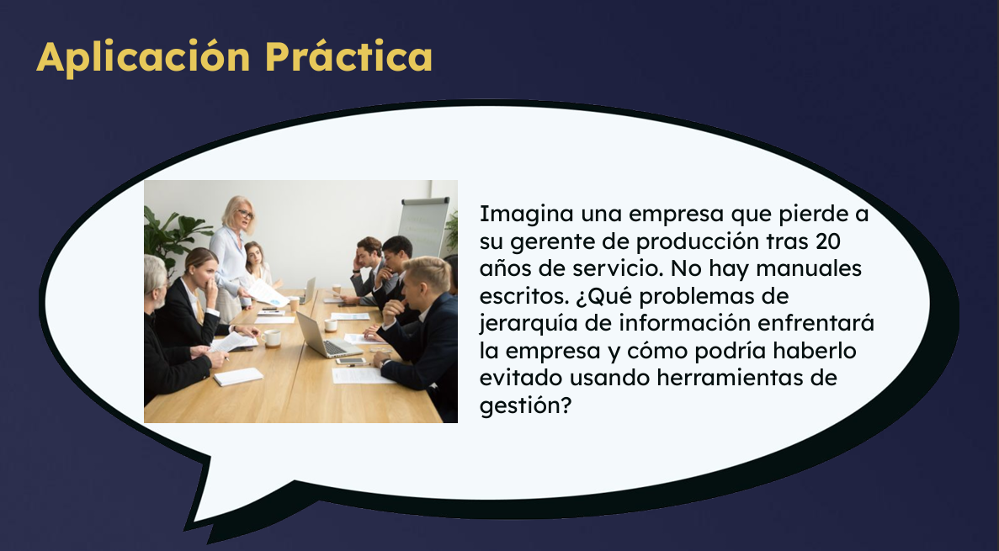 Aplicación Práctica
Imagina una empresa que pierde a
su gerente de producción tras 20
años de servicio. No hay manuales
escritos. ¿Qué problemas de
jerarquía de información enfrentará
la empresa y cómo podría haberlo
evitado usando herramientas de
gestión?